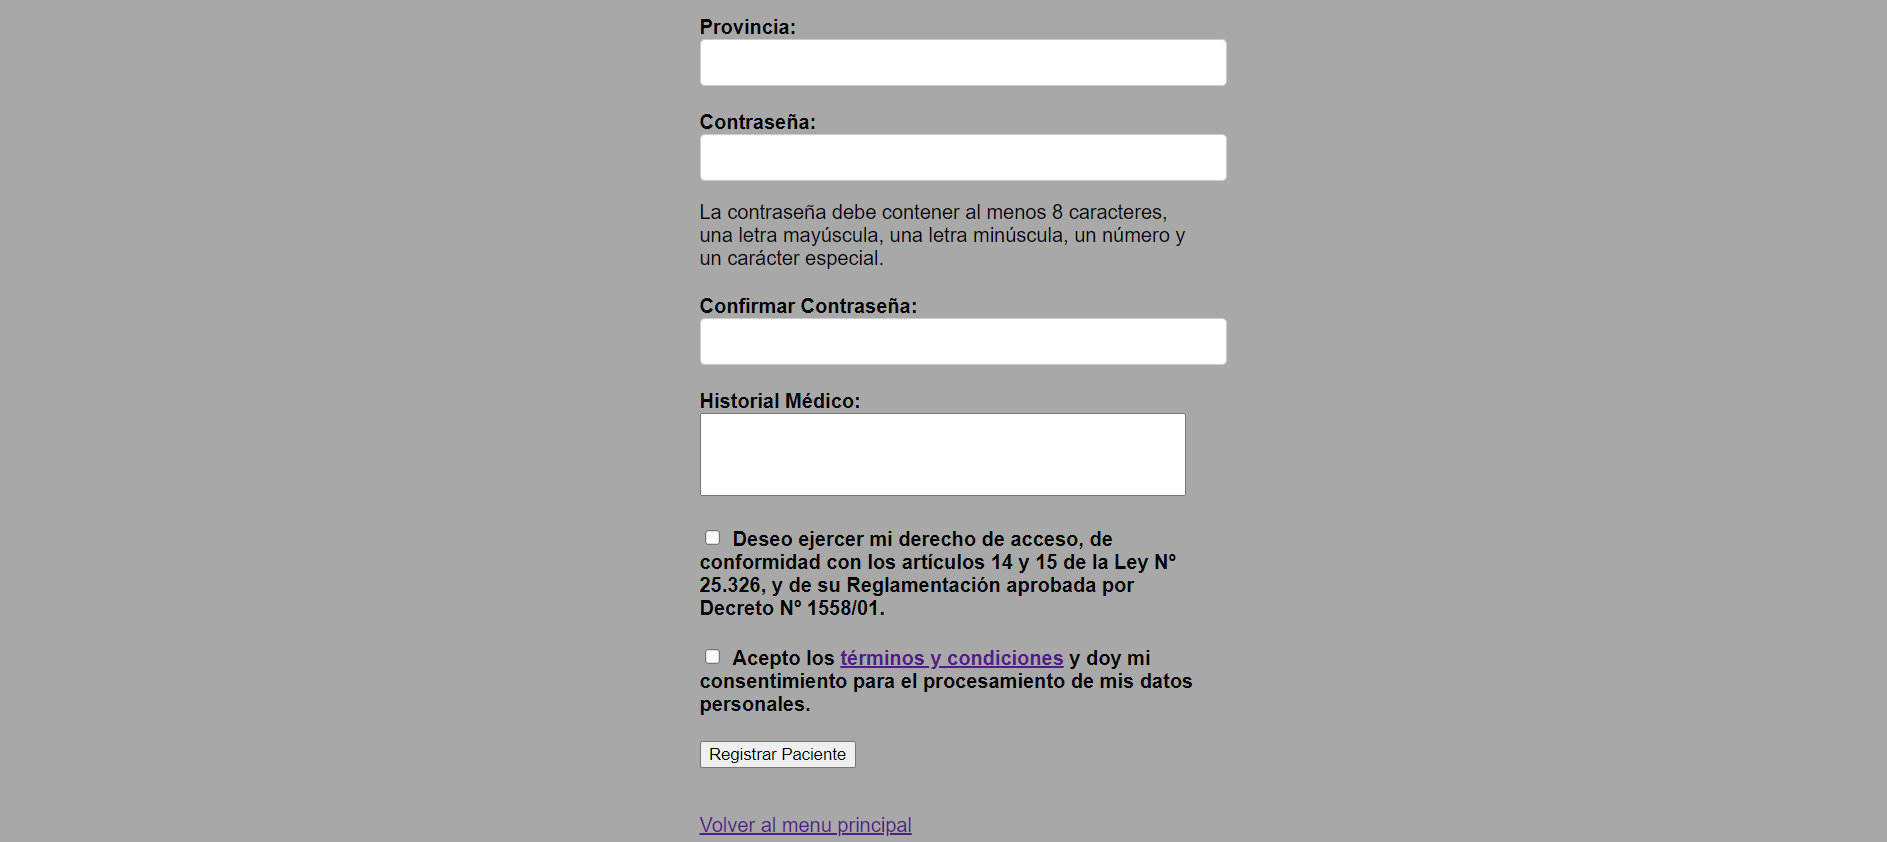 Provincia:
Contraseña:
La contraseña debe contener al menos 8 caracteres,
una letra mayúscula, una letra minúscula, un número y
un carácter especial.
Confirmar Contraseña:
Historial Médico:
Deseo ejercer mi derecho de acceso, de
conformidad con los artículos 14 y 15 de la Ley Nº
25.326, y de su Reglamentación aprobada por
Decreto Nº 1558/01.
Acepto los términos y condiciones y doy mi
consentimiento para el procesamiento de mis datos
personales.
Registrar Paciente
Volver al menu principal